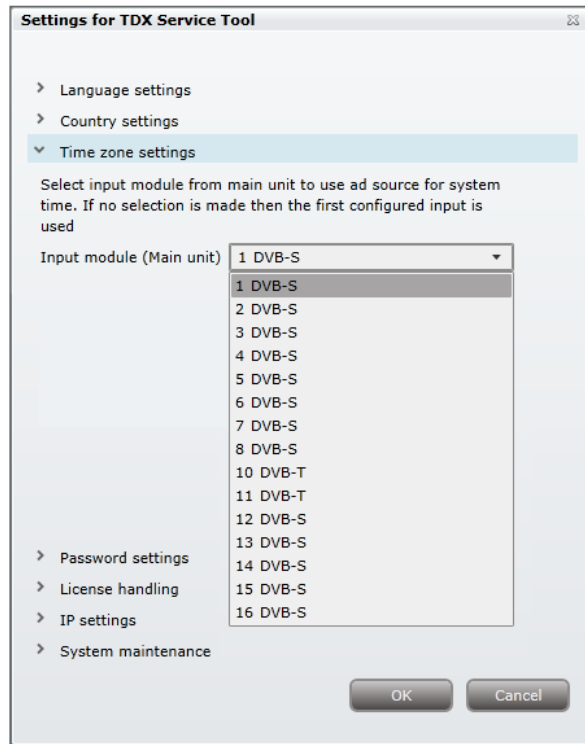 Settings for TDX Service Tool
Language settings
Country settings
Time zone settings
Select input module from main unit to use ad source for system
time. If no selection is made then the first configured input is
used
Input module (Main unit) 1 DVB-S
1 DVB-S
2 DVB-S
3 DVB-S
4 DVB-S
5 DVB-S
6 DVB-S
7 DVB-S
8 DVB-S
10 DVB-T
11 DVB-T
12 DVB-S
13 DVB-S
14 DVB-S
15 DVB-S
16 DVB-S
Password settings
License handling
IP settings
System maintenance
OK Cancel